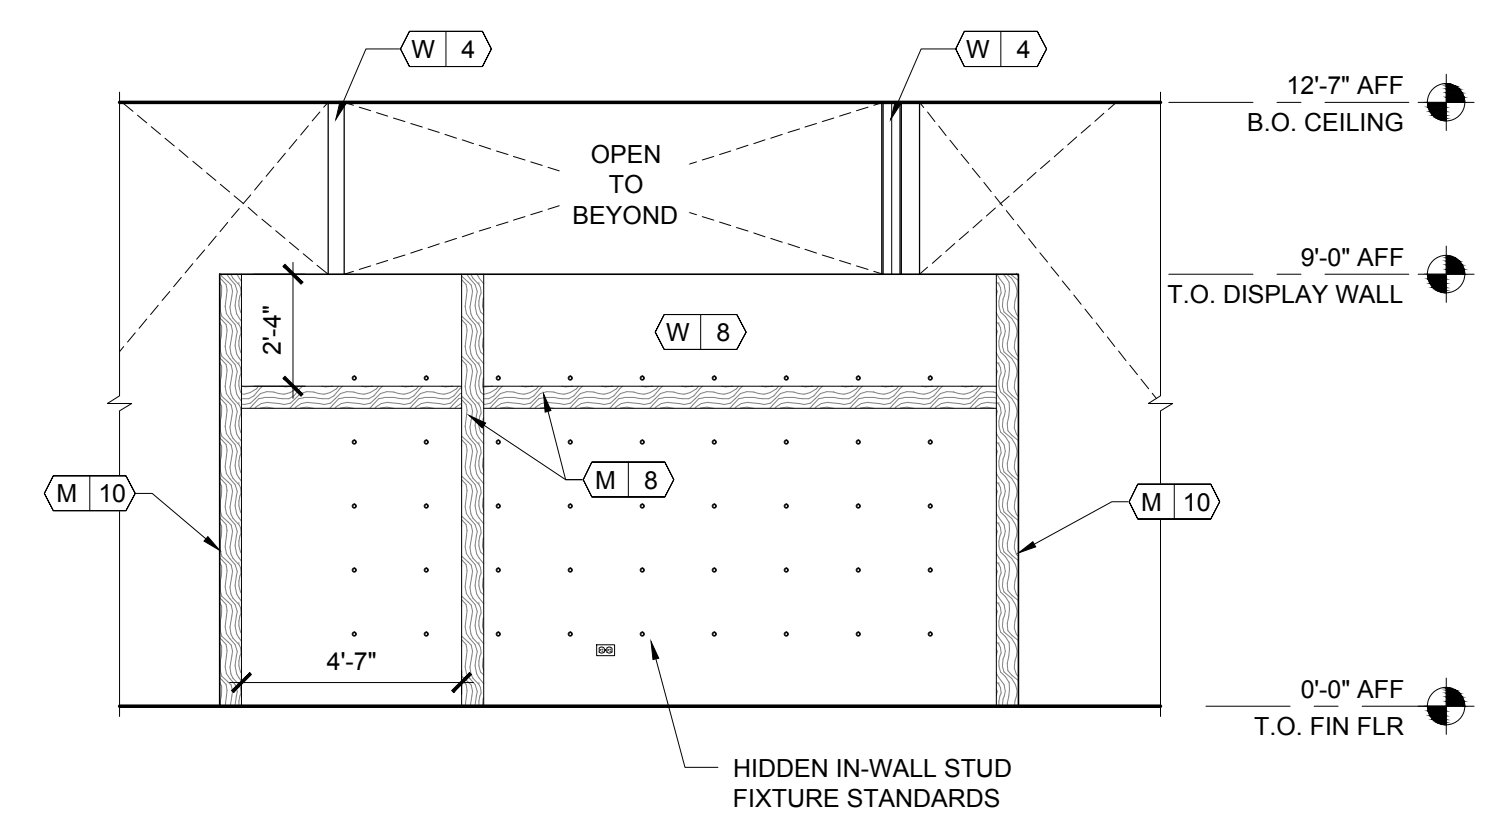 W 4
W 4
12'-7" AFF
B.O. CEILING
OPEN
TO
BEYOND
9'-0" AFF
T.O. DISPLAY WALL
2'-4"
W 8
M 8
M 10
M 10
4'-7"
0'-0" AFF
T.O. FIN FLR
HIDDEN IN-WALL STUD
FIXTURE STANDARDS